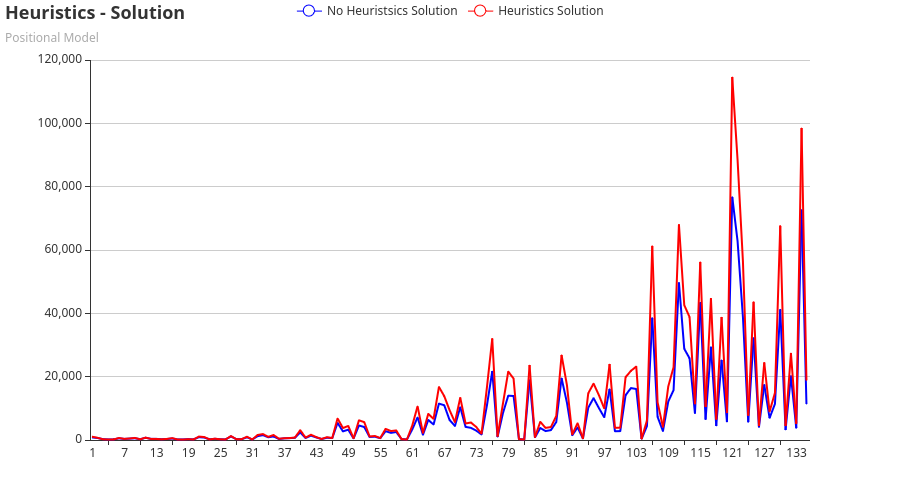 Heuristics - Solution
No Heuristsics Solution
Heuristics Solution
Positional Model
120,000
100,000
80,000
60,000
40,000
20,000
0
1 7 13 19 25 31 37 43 49 55 61 67 73 79 85 91 97 103 109 115 121 127 133